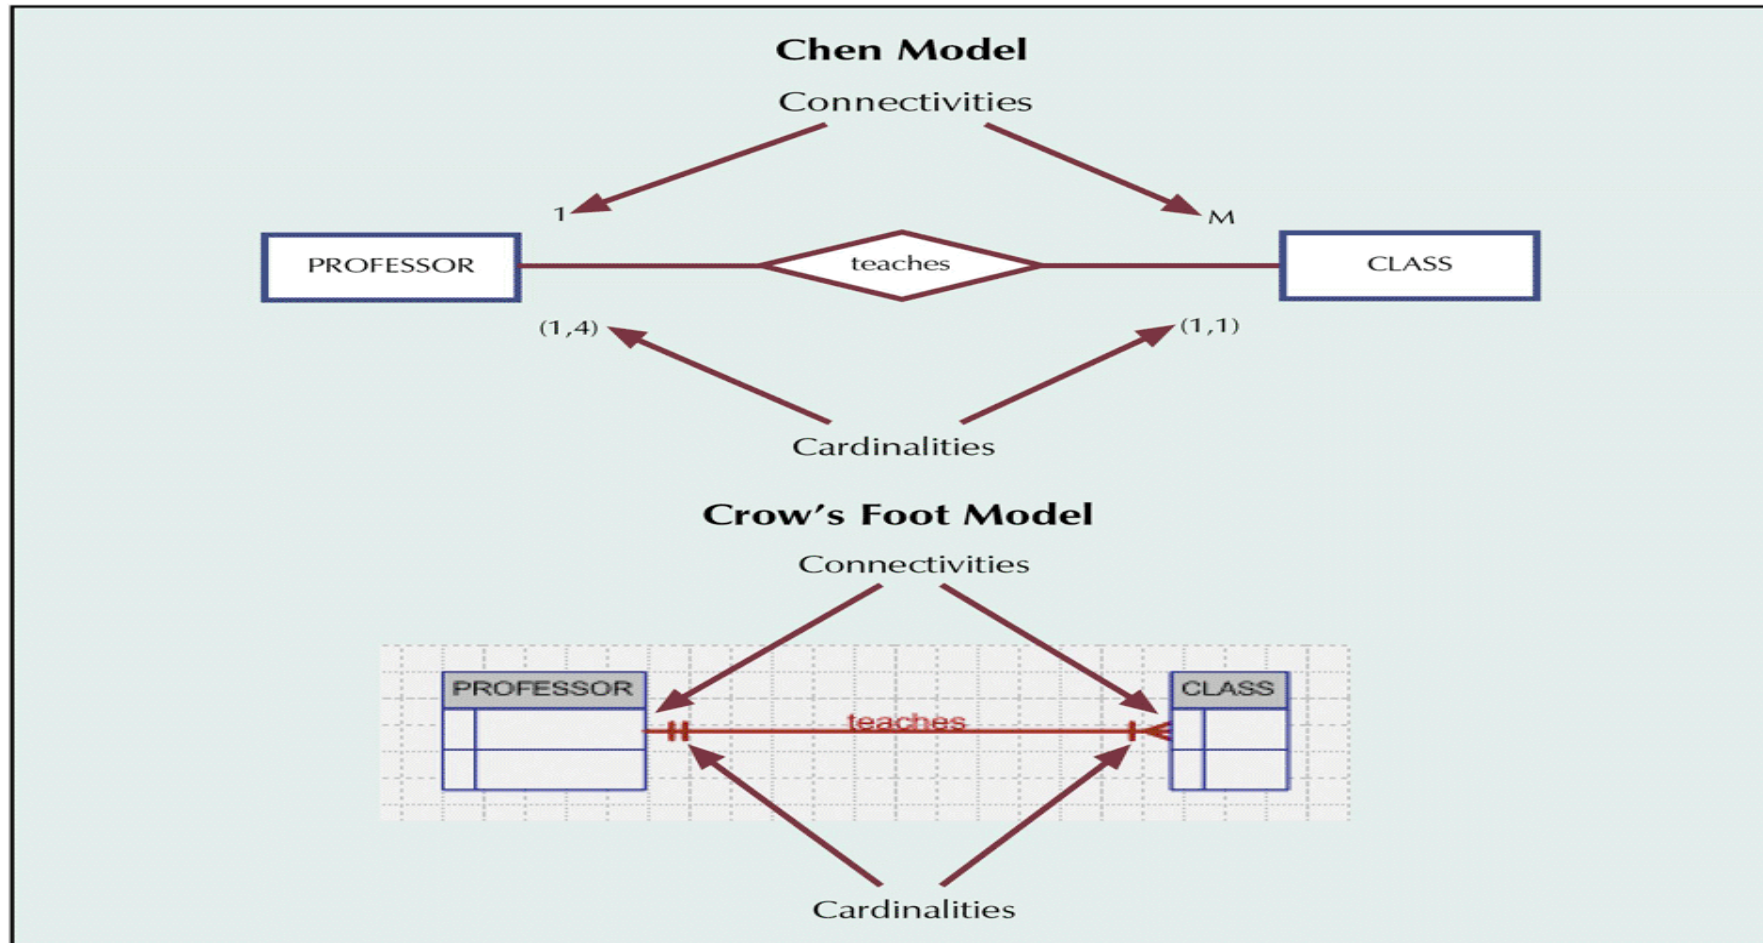 Chen Model
Connectivities
1
M
PROFESSOR
teaches
CLASS
(1,4)
(1,1)
Cardinalities
Crow’s Foot Model
Connectivities
PROFESSOR
CLASS
teaches
Cardinalities